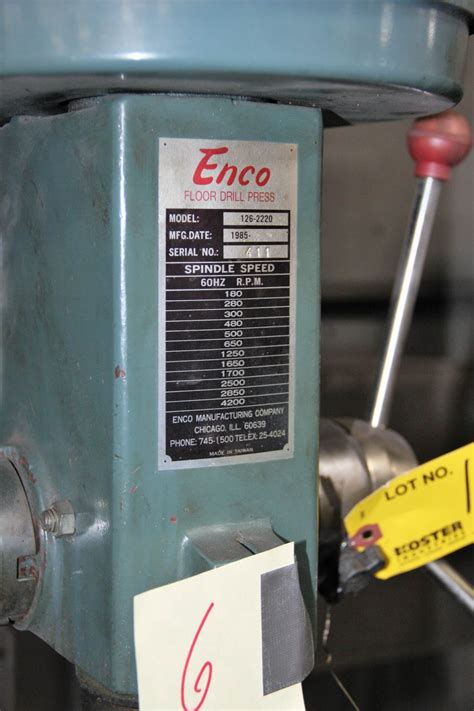 Enco
FLOOR DRILL PRESS
MODEL: 126-2220
MFG.DATE: 1985-
SERIAL NO.: 411
SPINDLE SPEED
60HZ R.P.M.
180
280
300
480
500
650
1250
1650
1700
2500
2850
4200
ENCO MANUFACTURING COMPANY
CHICAGO, ILL. 60639
PHONE: 745-1500 TELEX: 25-4024
MADE IN TAIWAN
LOT NO.
KOSTER
6